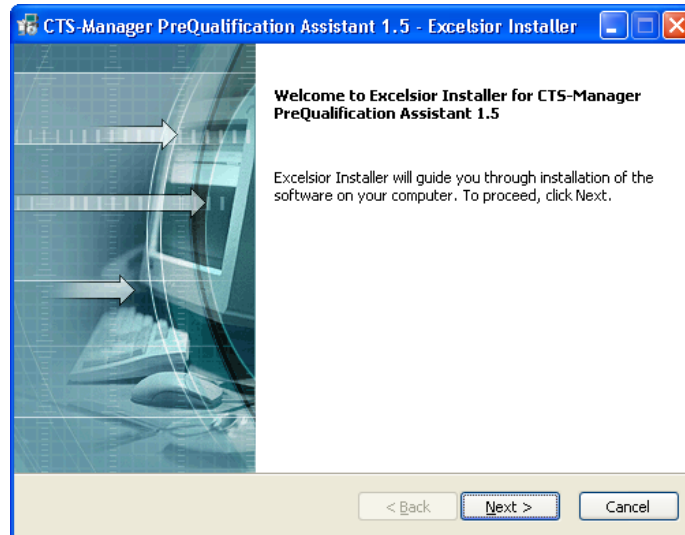 CTS-Manager PreQualification Assistant 1.5 - Excelsior Installer
Welcome to Excelsior Installer for CTS-Manager
PreQualification Assistant 1.5
Excelsior Installer will guide you through installation of the
software on your computer. To proceed, click Next.
< Back
Next >
Cancel